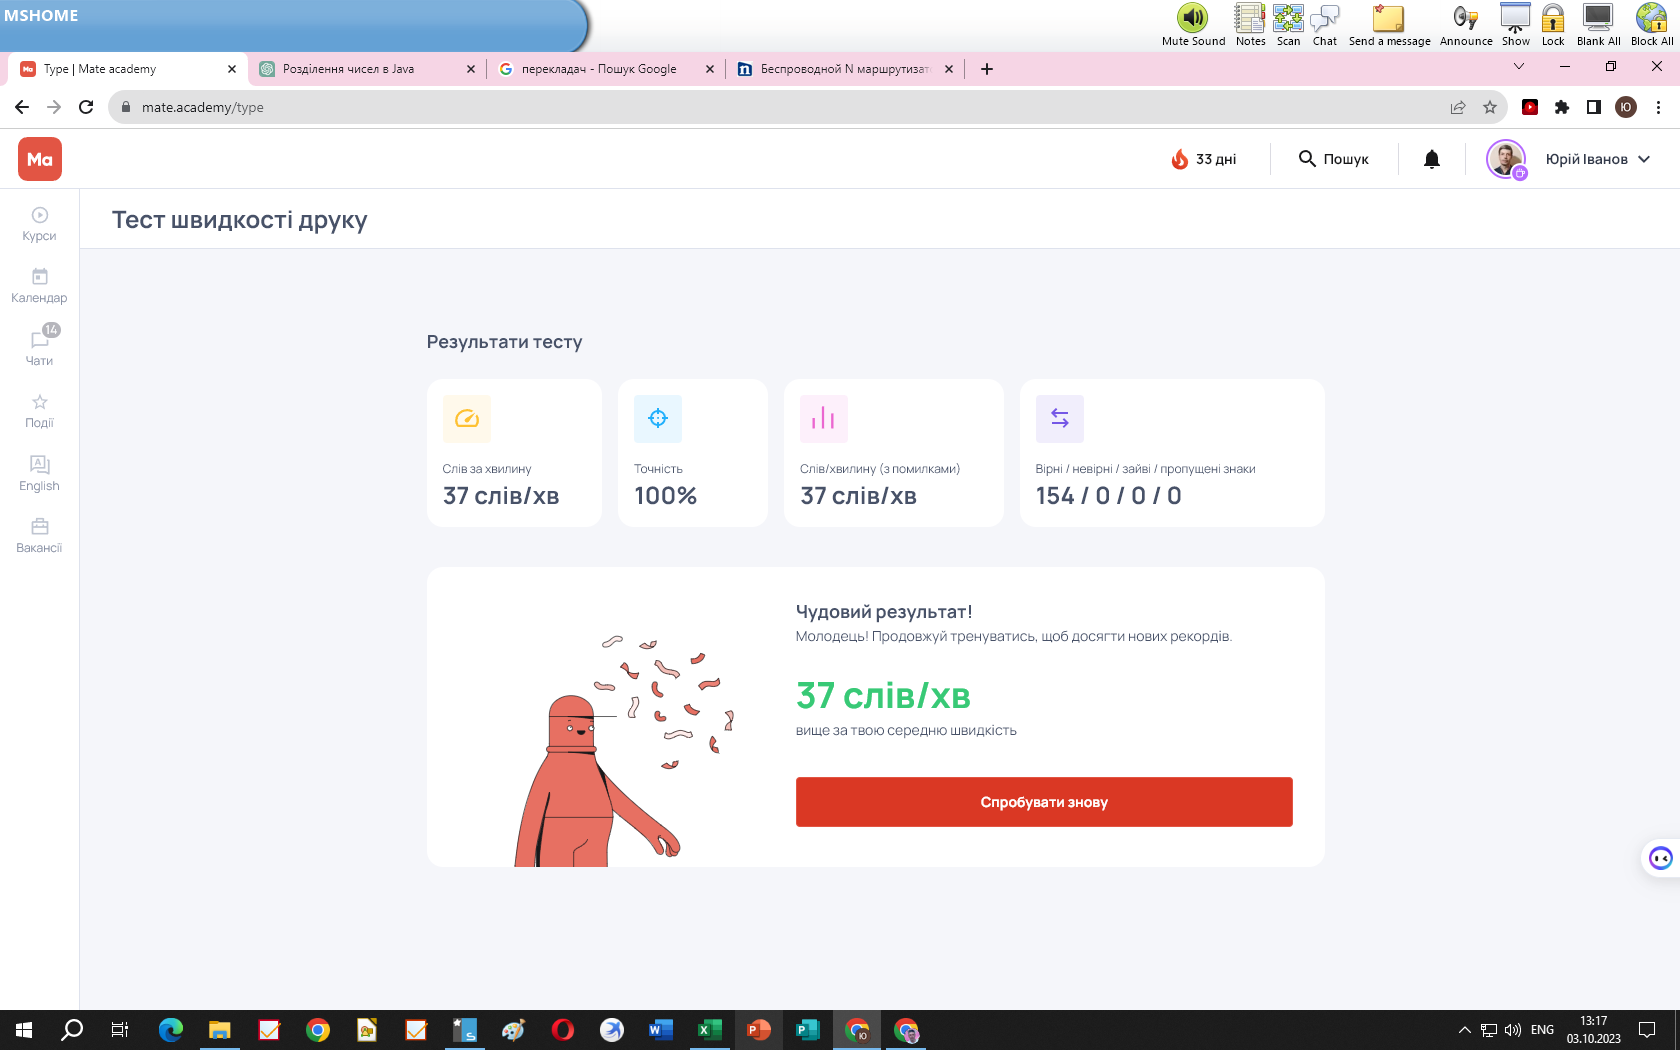 MSHOME
Mute Sound Notes Scan Chat Send a message Announce Show Lock Blank All Block All
Type | Mate academy
Розділення чисел в Java
перекладач - Пошук Google
Беспроводной N маршрутизат
mate.academy/type
Ю
Ma
33 дні
Пошук
Юрій Іванов
Курси
Календар
14
Чати
Події
English
Вакансії
Тест швидкості друку
Результати тесту
Слів за хвилину
37 слів/хв
Точність
100%
Слів/хвилину (з помилками)
37 слів/хв
Вірні / невірні / зайві / пропущені знаки
154 / 0 / 0 / 0
Чудовий результат!
Молодець! Продовжуй тренуватись, щоб досягти нових рекордів.
37 слів/хв
вище за твою середню швидкість
Спробувати знову
ENG
13:17
03.10.2023